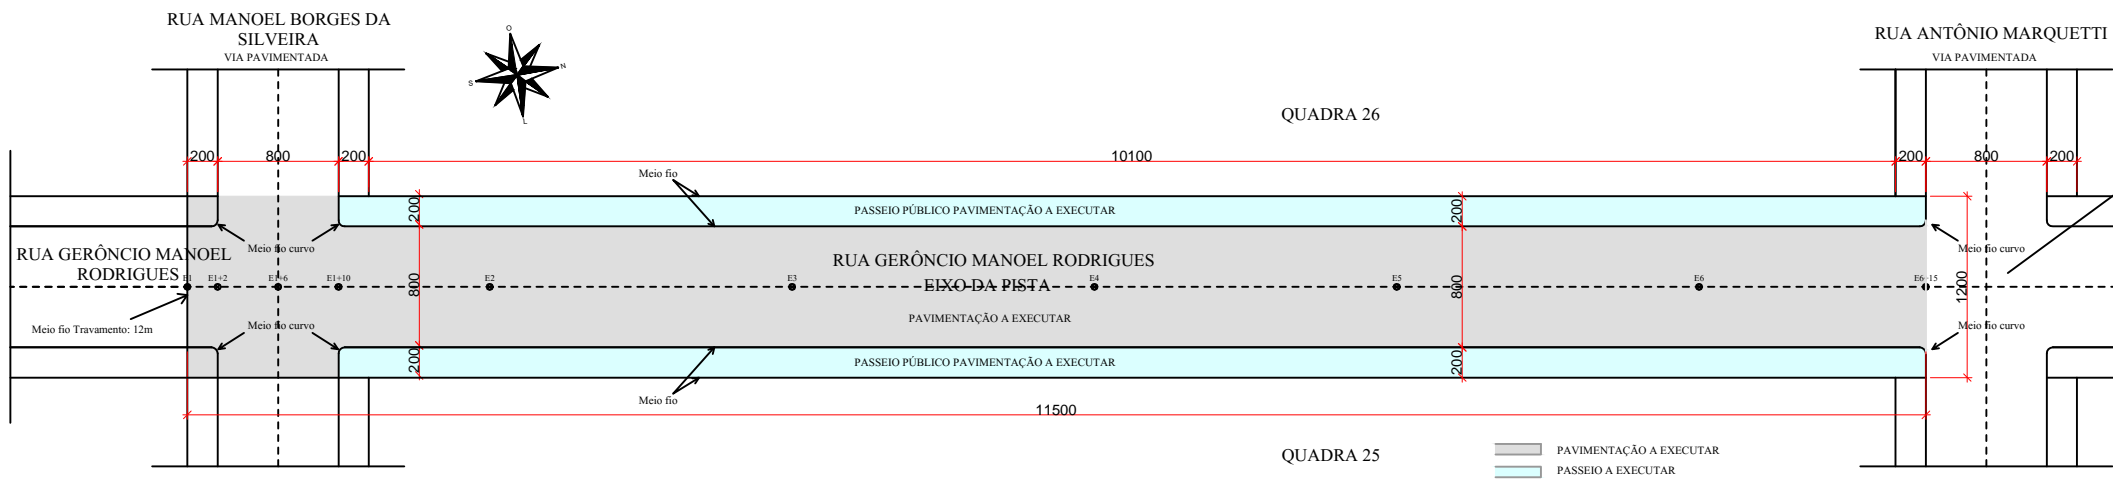 RUA MANOEL BORGES DA
SILVEIRA
VIA PAVIMENTADA
RUA ANTÔNIO MARQUETTI
VIA PAVIMENTADA
O
N
S
L
QUADRA 26
200
800
200
10100
200
800
200
Meio fio
200
PASSEIO PÚBLICO PAVIMENTAÇÃO A EXECUTAR
200
RUA GERÔNCIO MANOEL
RODRIGUES
Meio fio curvo
RUA GERÔNCIO MANOEL RODRIGUES
EIXO DA PISTA
Meio fio curvo
E1
E1+2
E1+6
E1+10
E2
E3
E4
E5
E6
E6+15
800
800
1200
Meio fio Travamento: 12m
Meio fio curvo
PAVIMENTAÇÃO A EXECUTAR
Meio fio curvo
200
PASSEIO PÚBLICO PAVIMENTAÇÃO A EXECUTAR
200
Meio fio
11500
QUADRA 25
PAVIMENTAÇÃO A EXECUTAR
PASSEIO A EXECUTAR